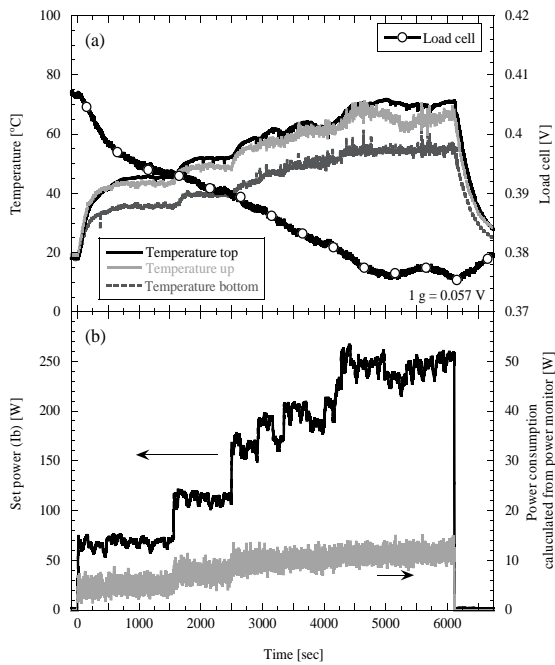 100
80
60
40
20
0
Temperature [°C]
(a)
Load cell
0.42
0.41
0.4
0.39
0.38
0.37
Load cell [V]
Temperature top
Temperature up
Temperature bottom
1 g = 0.057 V
(b)
250
200
150
100
50
0
Set power (Ib) [W]
50
40
30
20
10
0
Power consumption
caluculated from power monitor [W]
0 1000 2000 3000 4000 5000 6000
Time [sec]